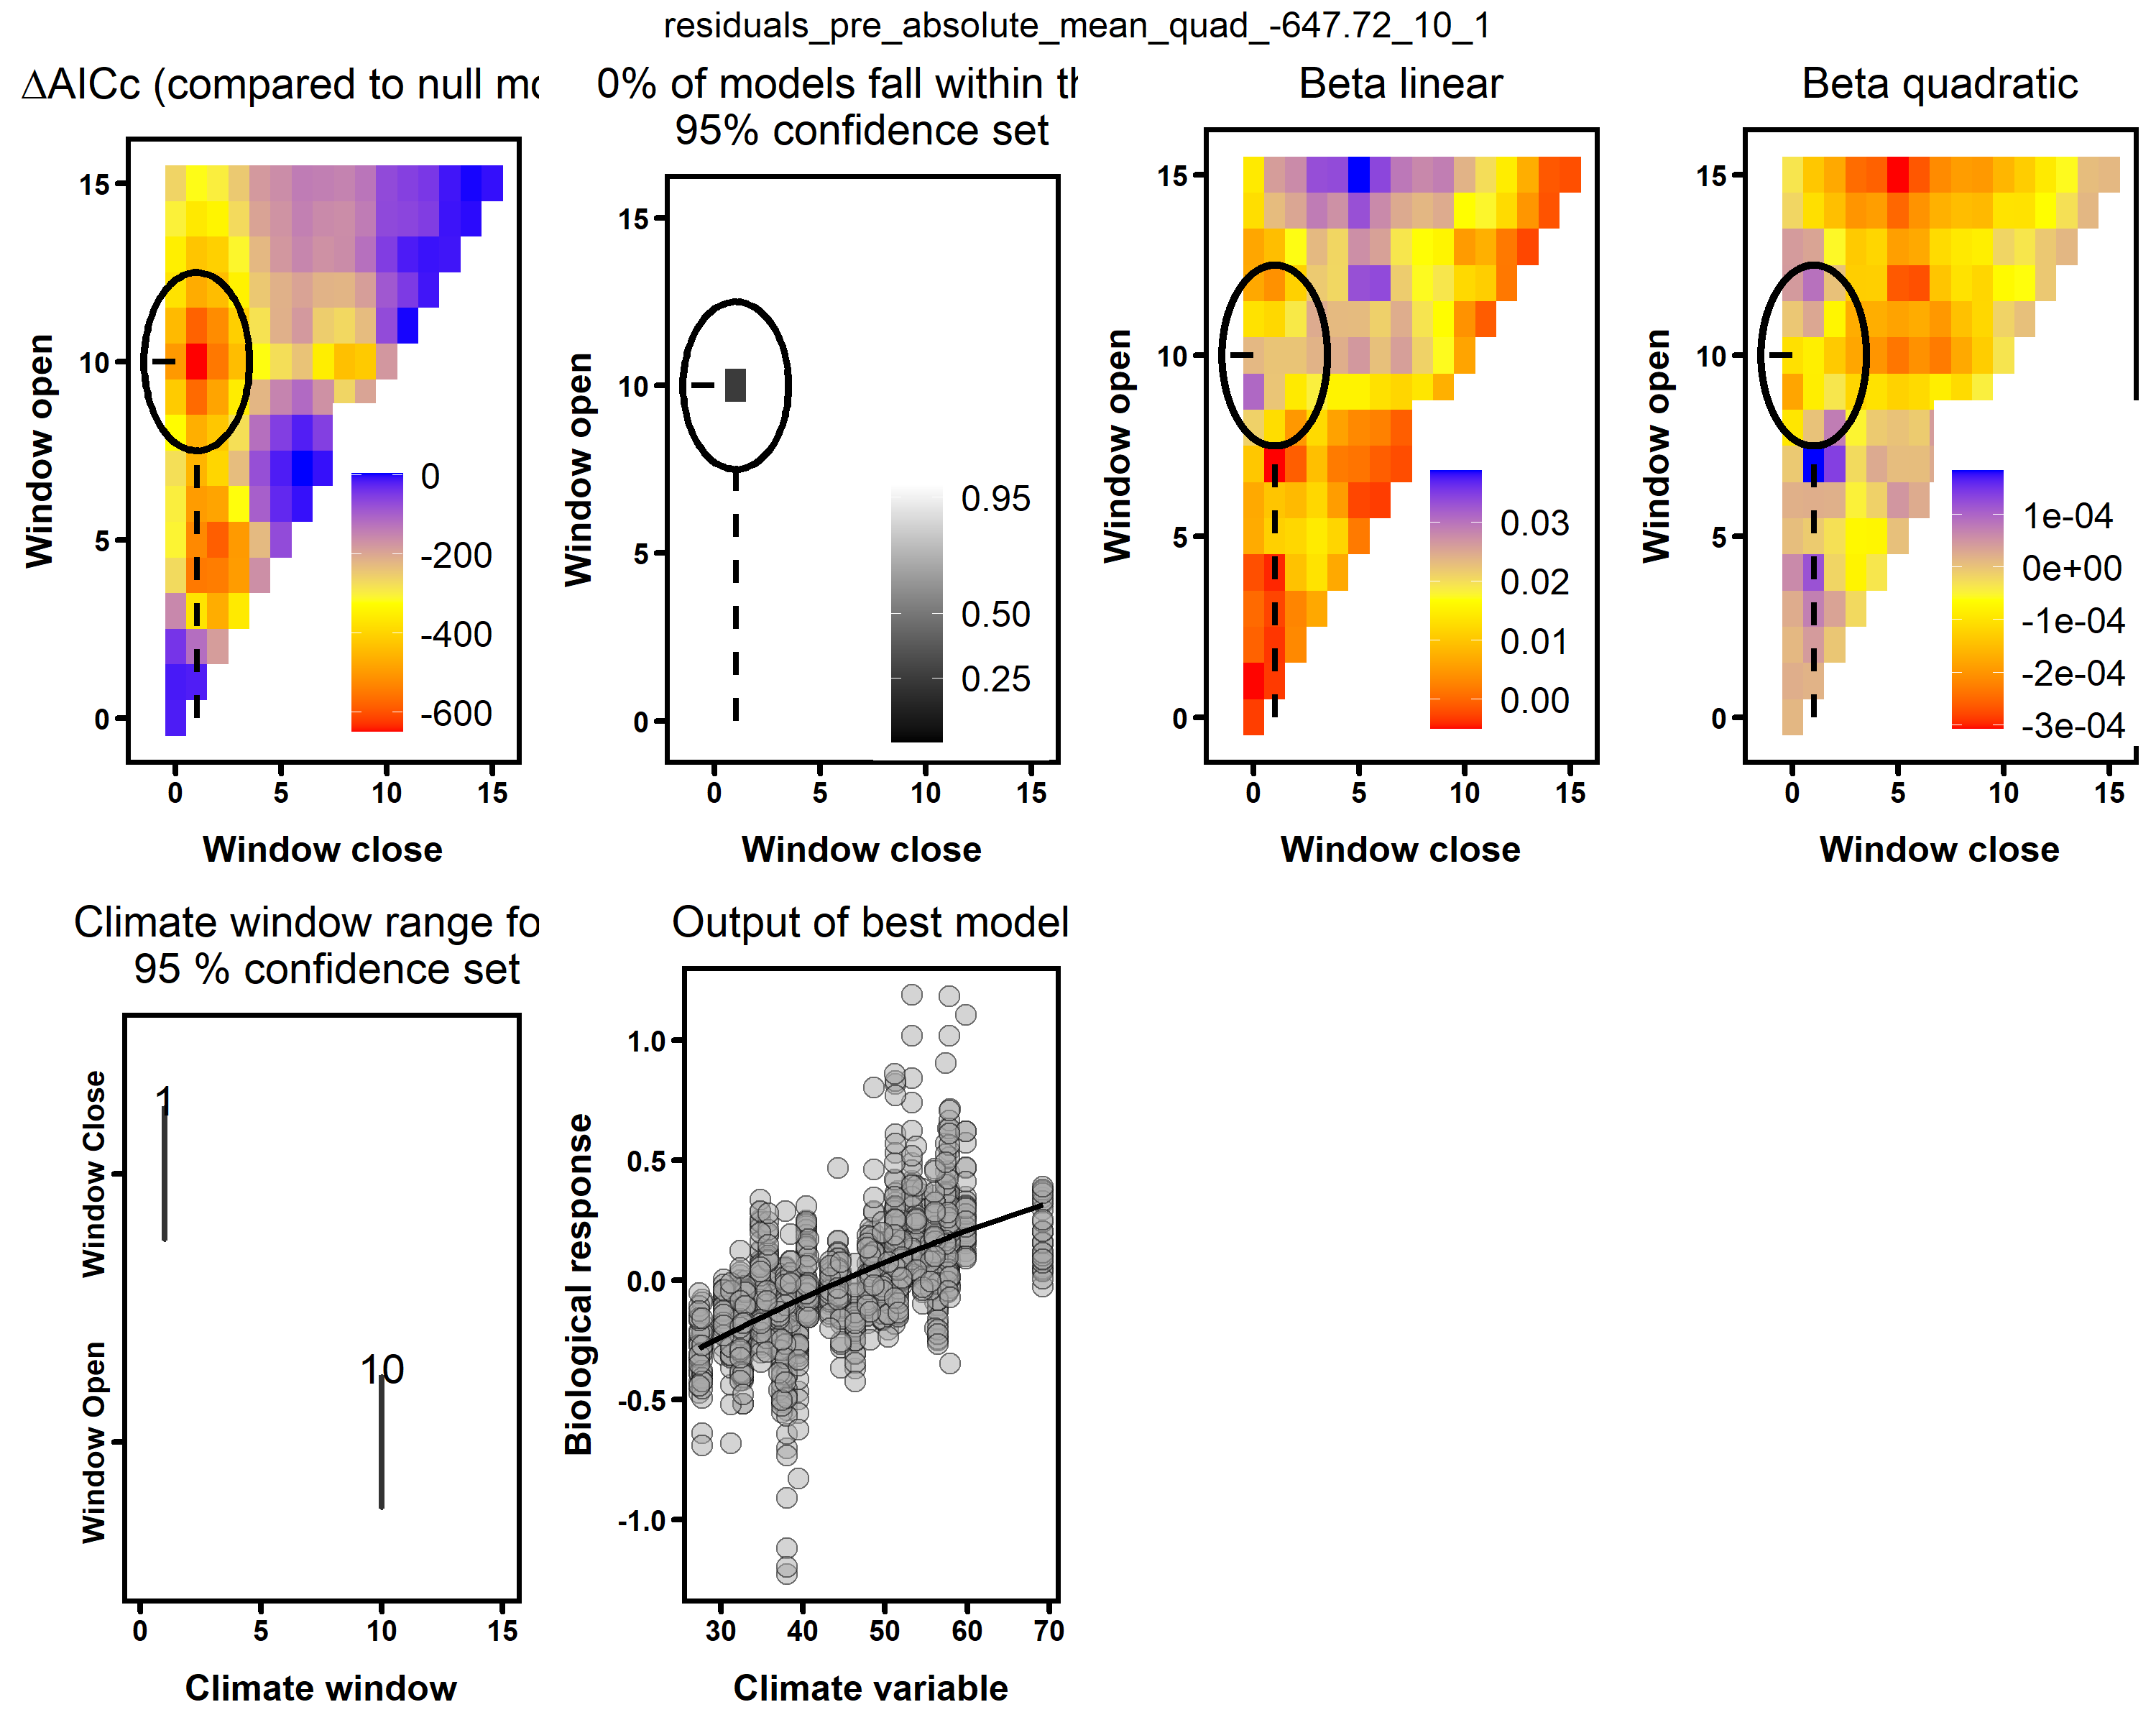 residuals_pre_absolute_mean_quad_-647.72_10_1
ΔAICc (compared to null mo
Window open
15
10
5
0
0
-200
-400
-600
0 5 10 15
Window close
0% of models fall within th
95% confidence set
Window open
15
10
5
0
0.95
0.50
0.25
0 5 10 15
Window close
Beta linear
Window open
15
10
5
0
0.03
0.02
0.01
0.00
0 5 10 15
Window close
Beta quadratic
Window open
15
10
5
0
1e-04
0e+00
-1e-04
-2e-04
-3e-04
0 5 10 15
Window close
Climate window range fo
95 % confidence set
Window Close
Window Open
1
10
0 5 10 15
Climate window
Output of best model
Biological response
1.0
0.5
0.0
-0.5
-1.0
30 40 50 60 70
Climate variable